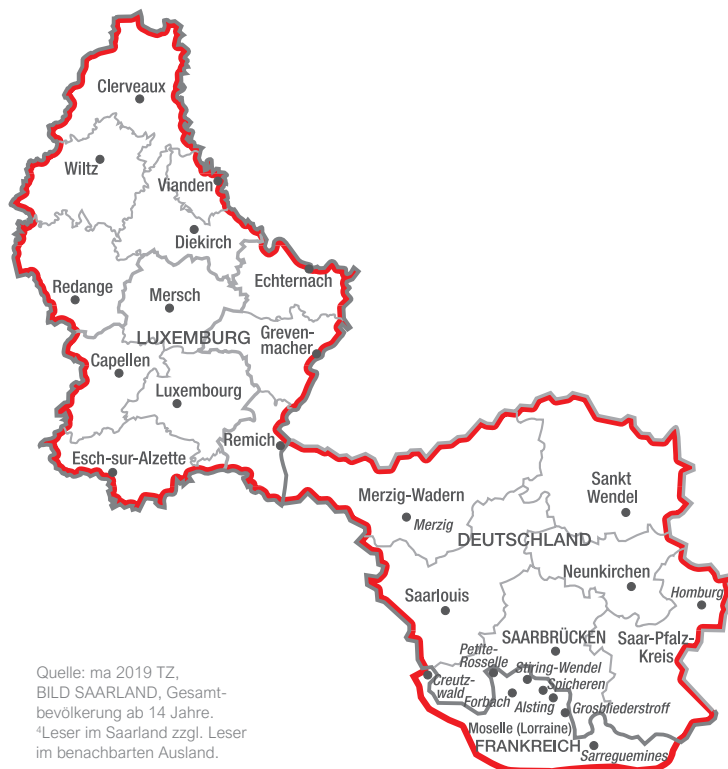 Clerveaux
Wiltz
Vianden
Diekirch
Echternach
Redange
Mersch
LUXEMBURG
Greven-
macher
Capellen
Luxembourg
Remich
Esch-sur-Alzette
Merzig-Wadern
Merzig
Sankt
Wendel
DEUTSCHLAND
Neunkirchen
Homburg
Saarlouis
SAARBRÜCKEN
Saar-Pfalz-
Kreis
Petite-
Rosselle
Stiring-Wendel
Creutz-
wald
Spicheren
Forbach
Alsting
Grosbliederstroff
Moselle (Lorraine)
FRANKREICH
Sarreguemines
Quelle: ma 2019 TZ,
BILD SAARLAND, Gesamt-
bevölkerung ab 14 Jahre.
⁴Leser im Saarland zzgl. Leser
im benachbarten Ausland.